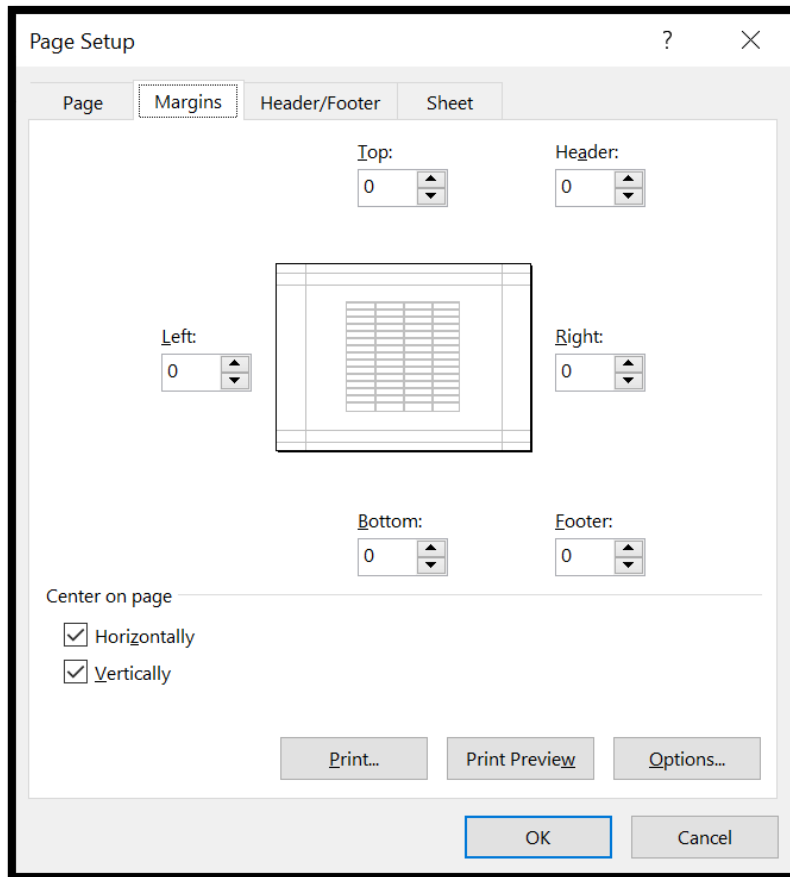 Page Setup ?
Page Margins Header/Footer Sheet
Top: Header:
0 0
Left: Right:
0 0
Bottom: Footer:
0 0
Center on page
Horizontally
Vertically
Print... Print Preview Options...
OK Cancel